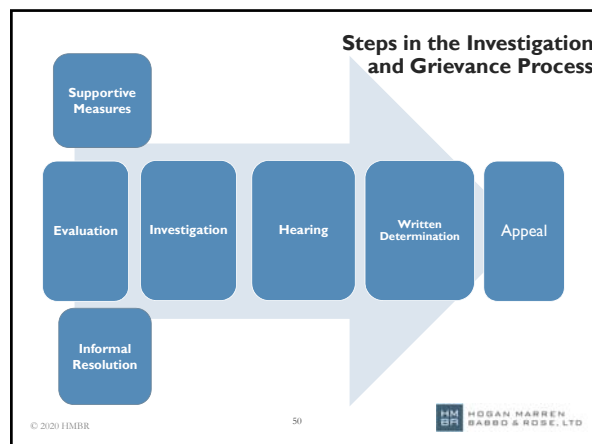 Steps in the Investigation
and Grievance Process
Supportive
Measures
Evaluation
Investigation
Hearing
Written
Determination
Appeal
Informal
Resolution
© 2020 HMBR
50
HM
BR
HOGAN MARREN
BABBO & ROSE, LTD